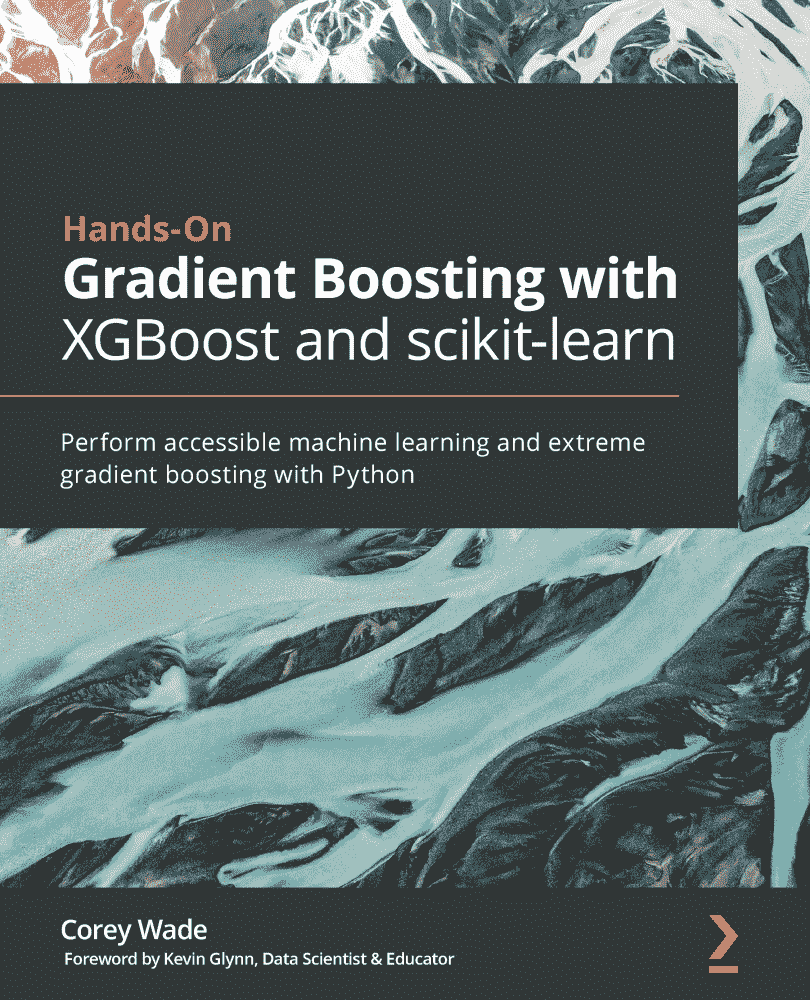 Hands-On
Gradient Boosting with
XGBoost and scikit-learn
Perform accessible machine learning and extreme
gradient boosting with Python
Corey Wade
Foreword by Kevin Glynn, Data Scientist & Educator